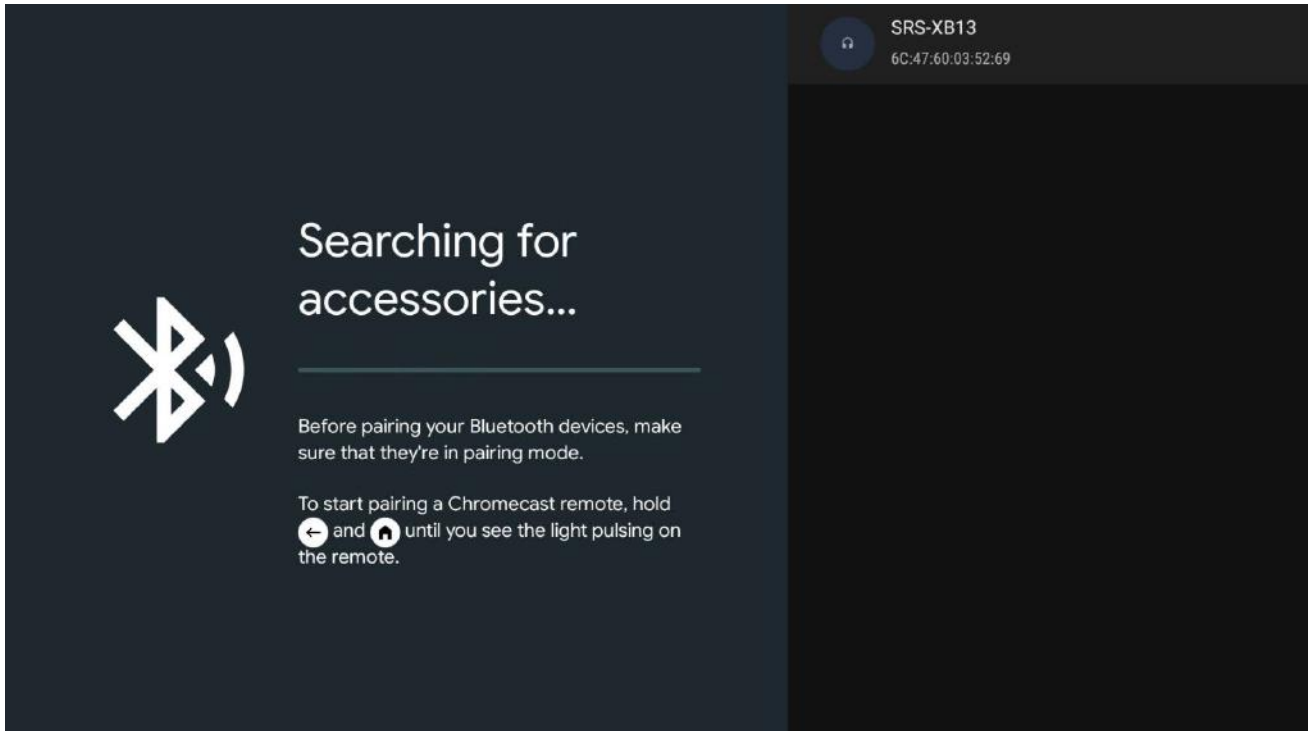 Searching for
accessories...
Before pairing your Bluetooth devices, make
sure that they're in pairing mode.
To start pairing a Chromecast remote, hold
and until you see the light pulsing on
the remote.
SRS-XB13
6C:47:60:03:52:69